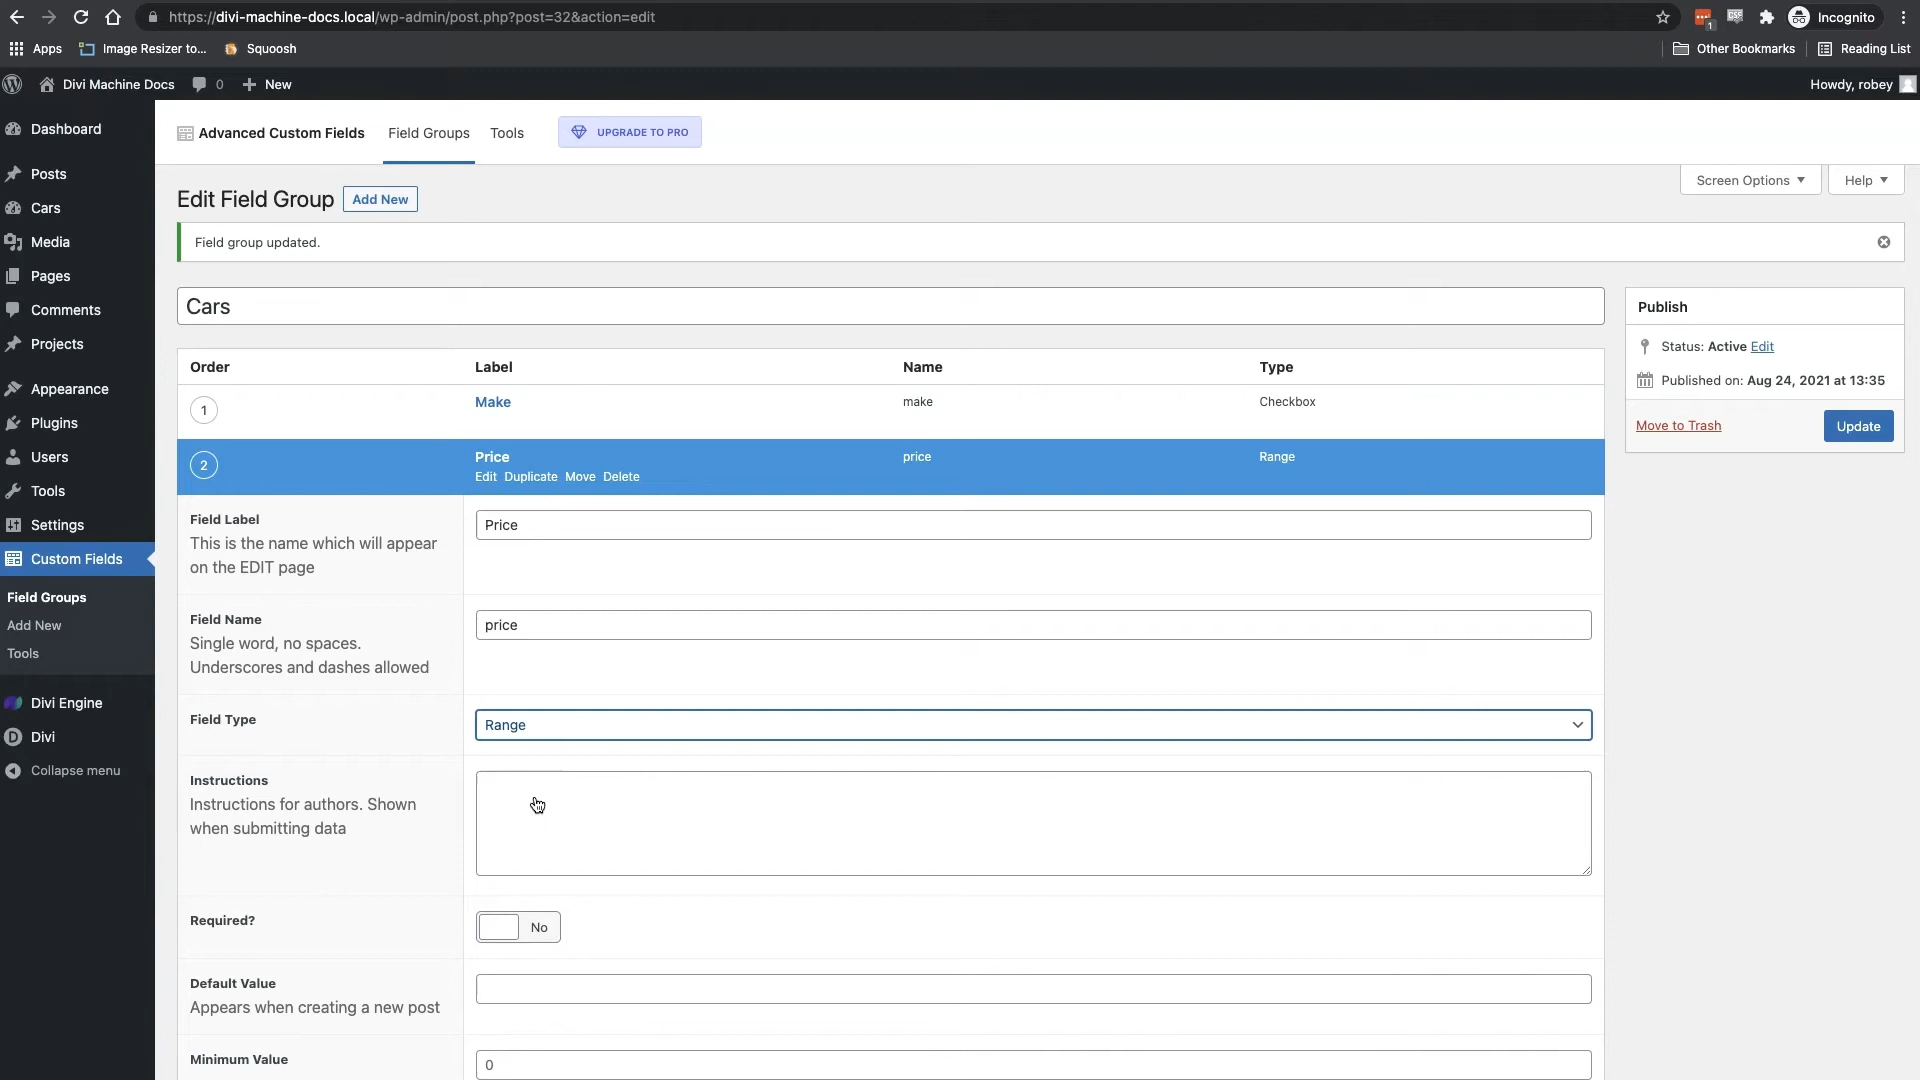 https://divi-machine-docs.local/wp-admin/post.php?post=32&action=edit
1
CSF
Incognito
Apps
Image Resizer to...
Squoosh
Other Bookmarks
Reading List
Divi Machine Docs
0
New
Howdy, robey
Dashboard
Posts
Cars
Media
Pages
Comments
Projects
Appearance
Plugins
Users
Tools
Settings
Custom Fields
Field Groups
Add New
Tools
Divi Engine
Divi
Collapse menu
Advanced Custom Fields
Field Groups
Tools
UPGRADE TO PRO
Screen Options
Help
Edit Field Group
Add New
Field group updated.
Cars
Order
Label
Name
Type
1
Make
make
Checkbox
2
Price
price
Range
Edit Duplicate Move Delete
Field Label
This is the name which will appear
on the EDIT page
Price
Field Name
Single word, no spaces.
Underscores and dashes allowed
price
Field Type
Range
Instructions
Instructions for authors. Shown
when submitting data
Required?
No
Default Value
Appears when creating a new post
Minimum Value
0
Publish
Status: Active Edit
Published on: Aug 24, 2021 at 13:35
Move to Trash
Update